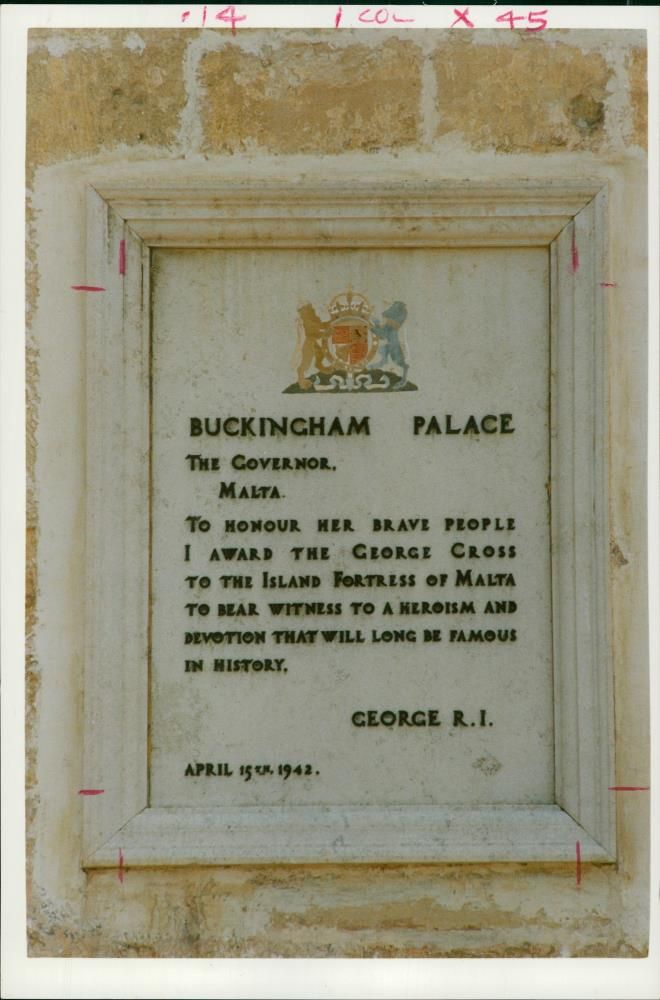 14 1 COL X 45
BUCKINGHAM PALACE
THE GOVERNOR,
MALTA.
TO HONOUR HER BRAVE PEOPLE
I AWARD THE GEORGE CROSS
TO THE ISLAND FORTRESS OF MALTA
TO BEAR WITNESS TO A HEROISM AND
DEVOTION THAT WILL LONG BE FAMOUS
IN HISTORY.
GEORGE R.I.
APRIL 15TH. 1942.